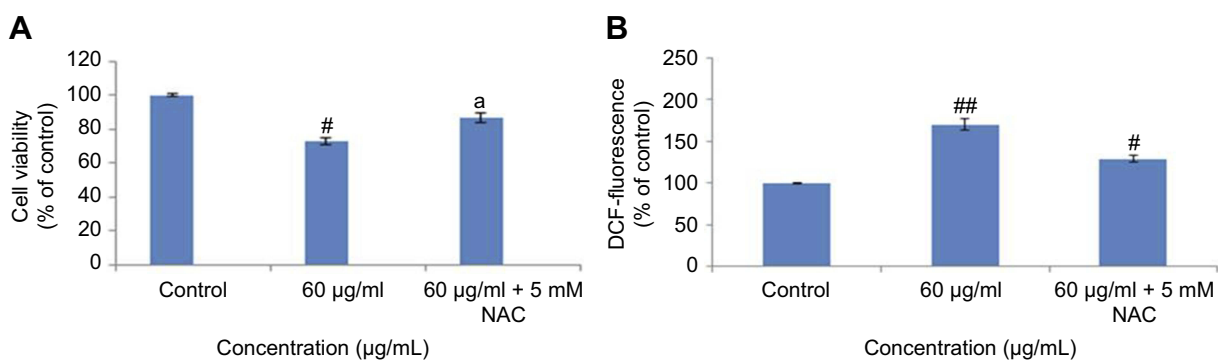 A
Cell viability
(% of control)
120
100
80
60
40
20
0
#
a
Control
60 µg/ml
60 µg/ml + 5 mM
NAC
Concentration (µg/mL)
B
DCF-fluorescence
(% of control)
250
200
150
100
50
0
##
#
Control
60 µg/ml
60 µg/ml + 5 mM
NAC
Concentration (µg/mL)